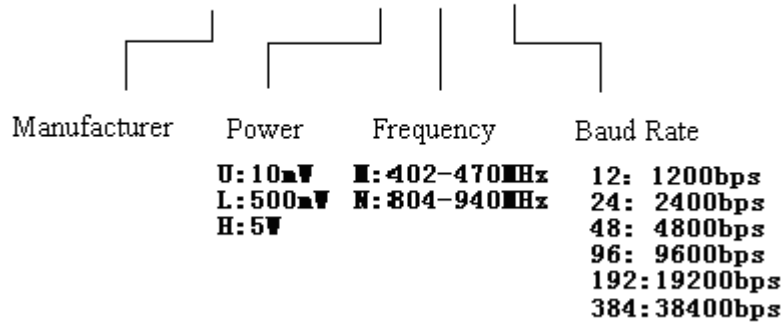 Manufacturer Power Frequency Baud Rate
U:10mW M:402-470MHz 12: 1200bps
L:500mW N:804-940MHz 24: 2400bps
H:5W 48: 4800bps
96: 9600bps
192:19200bps
384:38400bps